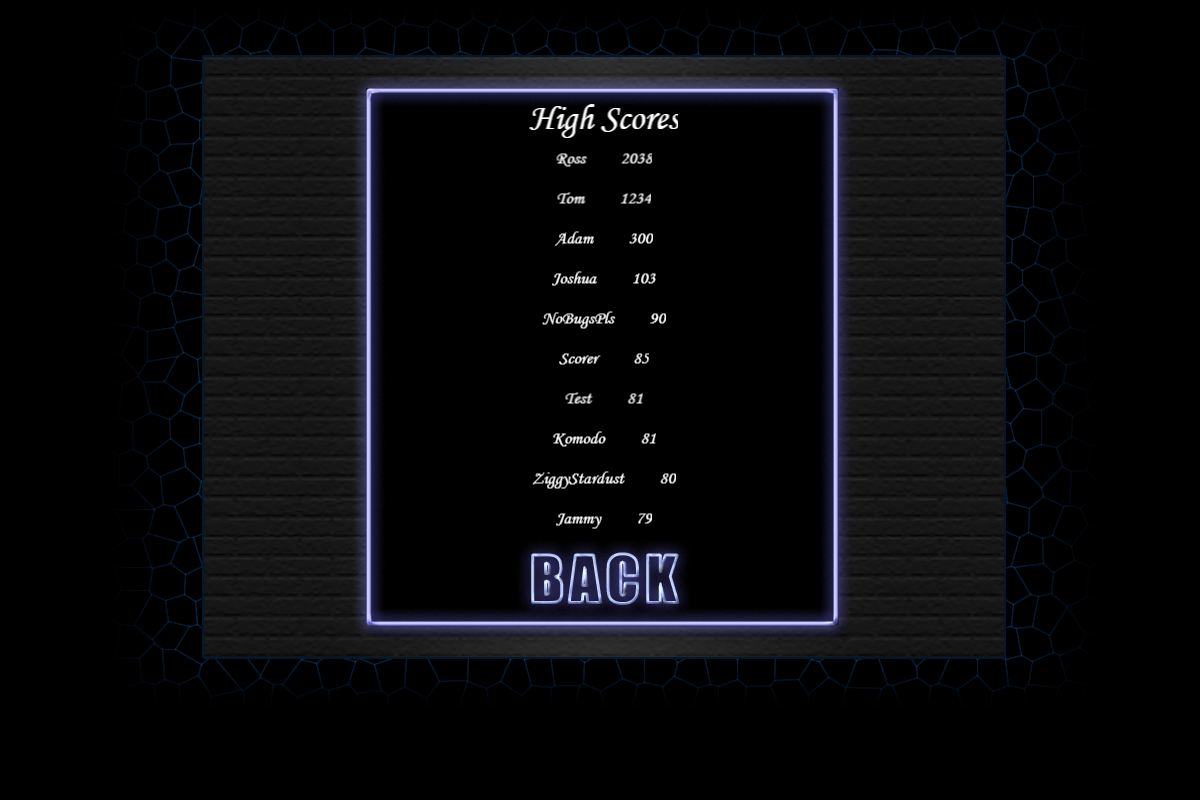 High Scores
Ross 2038
Tom 1234
Adam 300
Joshua 103
NoBugsPls 90
Scorer 85
Test 81
Komodo 81
ZiggyStardust 80
Jammy 79
BACK